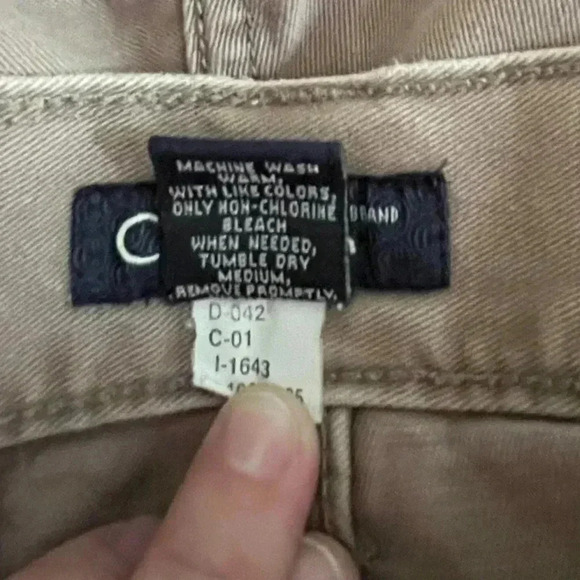 MACHINE WASH
WARM,
WITH LIKE COLORS,
ONLY NON-CHLORINE
BLEACH
WHEN NEEDED,
TUMBLE DRY
MEDIUM,
REMOVE PROMPTLY.
C
BRAND
D-042
C-01
I-1643